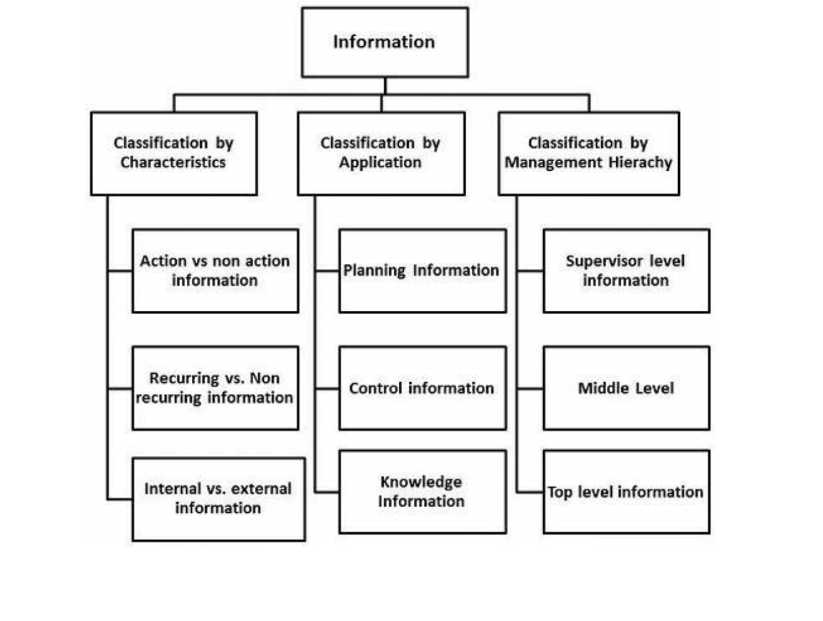 Information
Classification by
Characteristics
Classification by
Application
Classification by
Management Hierachy
Action vs non action
information
Planning Information
Supervisor level
information
Recurring vs. Non
recurring information
Control information
Middle Level
Internal vs. external
information
Knowledge
Information
Top level information